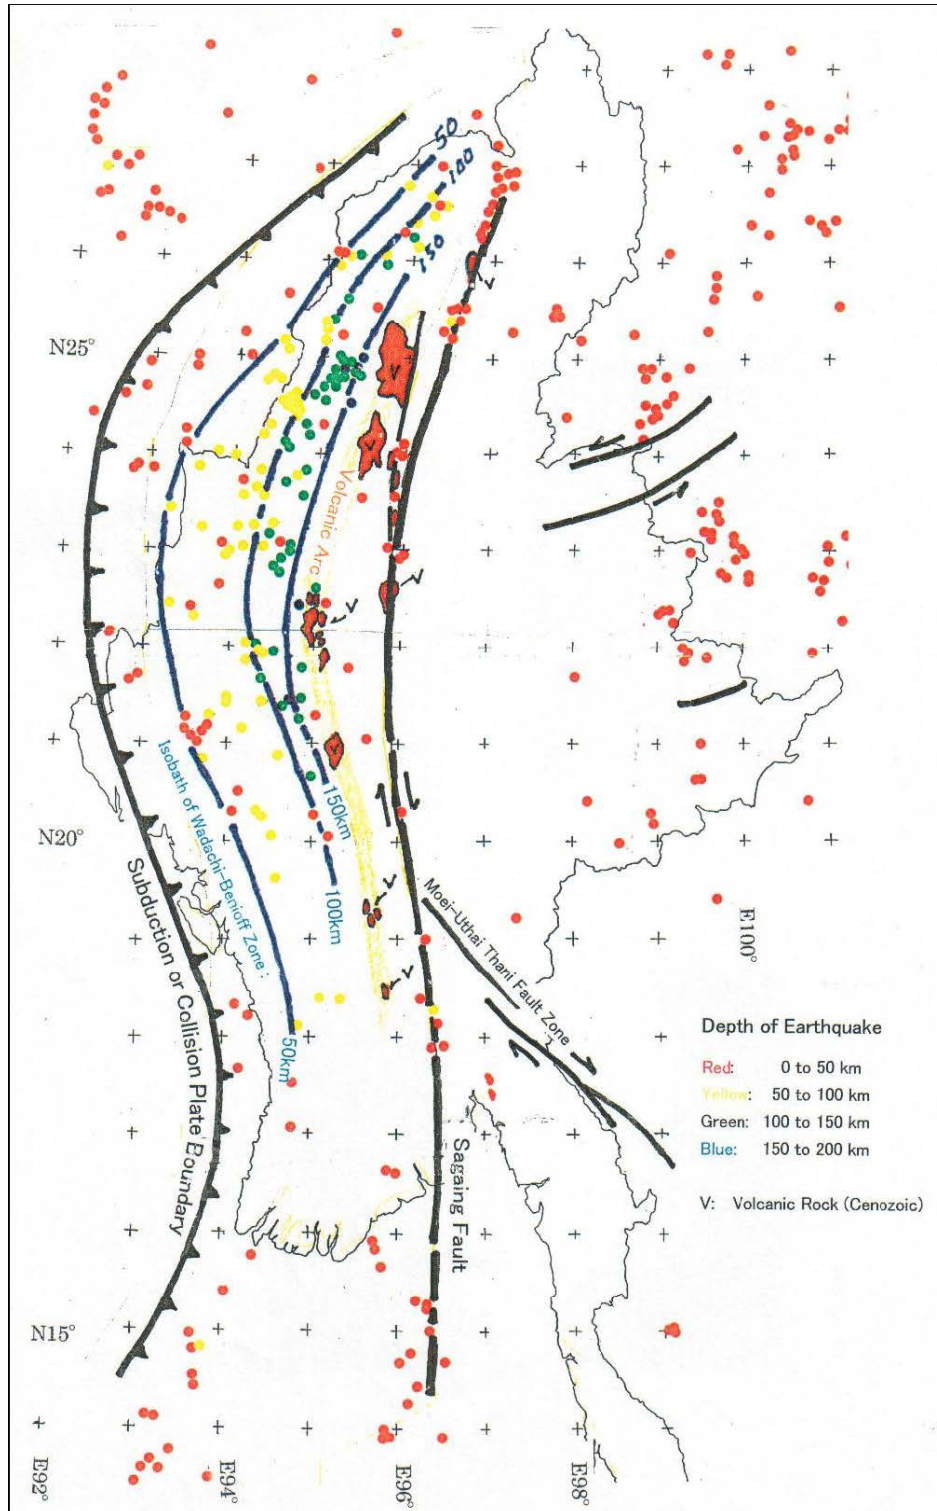 50
100
150
N25°
V
V
V
Volcanic Arc
V
V
V
Isobath of Wadachi-Benioff Zone :
150km
100km
50km
N20°
Subduction or Collision Plate Boundary
V
V
Moei-Uthai Thani Fault Zone
E100°
Sagaing Fault
Depth of Earthquake
Red: 0 to 50 km
Yellow: 50 to 100 km
Green: 100 to 150 km
Blue: 150 to 200 km
V: Volcanic Rock (Cenozoic)
N15°
E92°
E94°
E96°
E98°